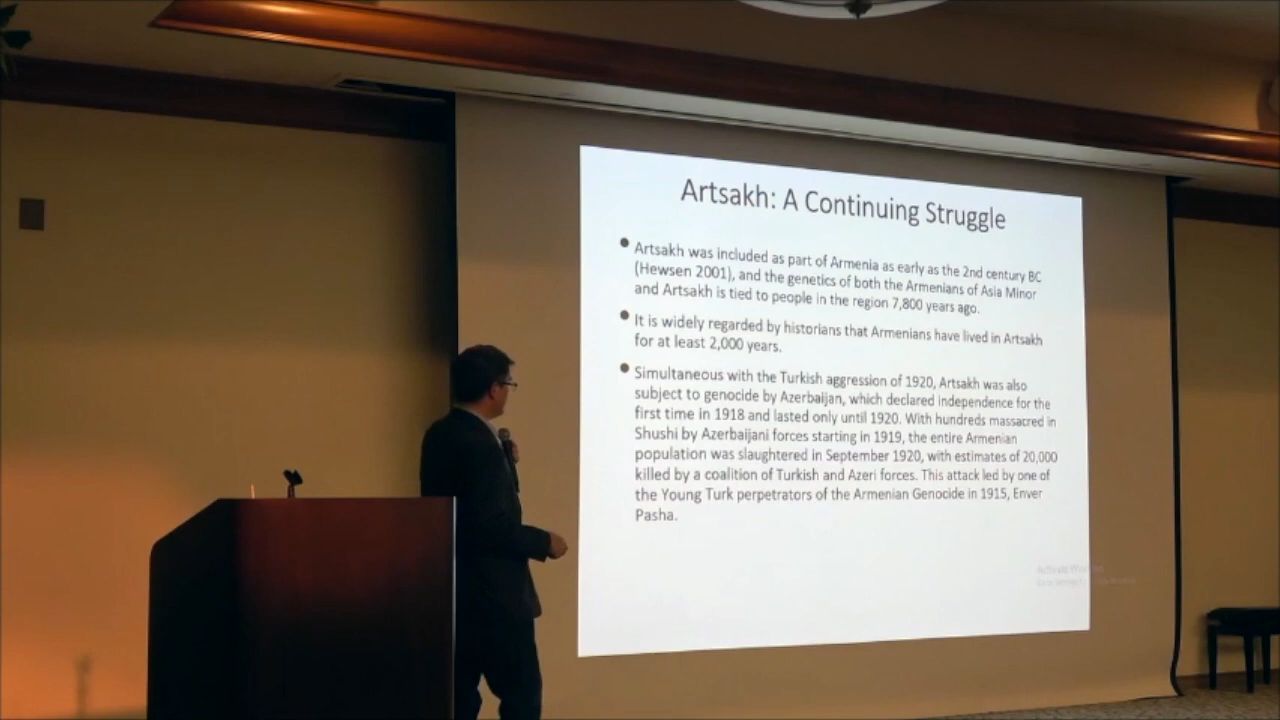 Artsakh: A Continuing Struggle
• Artsakh was included as part of Armenia as early as the 2nd century BC
(Hewsen 2001), and the genetics of both the Armenians of Asia Minor
and Artsakh is tied to people in the region 7,800 years ago.
• It is widely regarded by historians that Armenians have lived in Artsakh
for at least 2,000 years.
• Simultaneous with the Turkish aggression of 1920, Artsakh was also
subject to genocide by Azerbaijan, which declared independence for the
first time in 1918 and lasted only until 1920. With hundreds massacred in
Shushi by Azerbaijani forces starting in 1919, the entire Armenian
population was slaughtered in September 1920, with estimates of 20,000
killed by a coalition of Turkish and Azeri forces. This attack led by one of
the Young Turk perpetrators of the Armenian Genocide in 1915, Enver
Pasha.